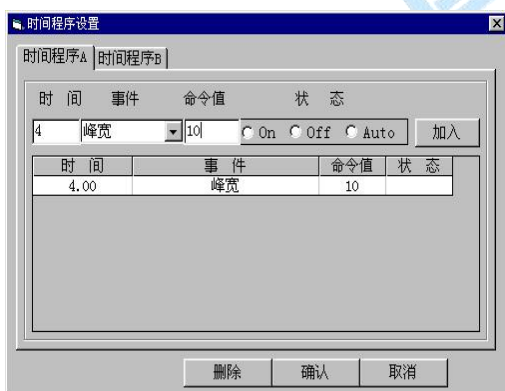 时间程序设置
时间程序A 时间程序B
时 间 事件 命令值 状 态
4 峰宽 10 On Off Auto 加入
时 间 事 件 命令值 状 态
4.00 峰宽 10
删除 确认 取消